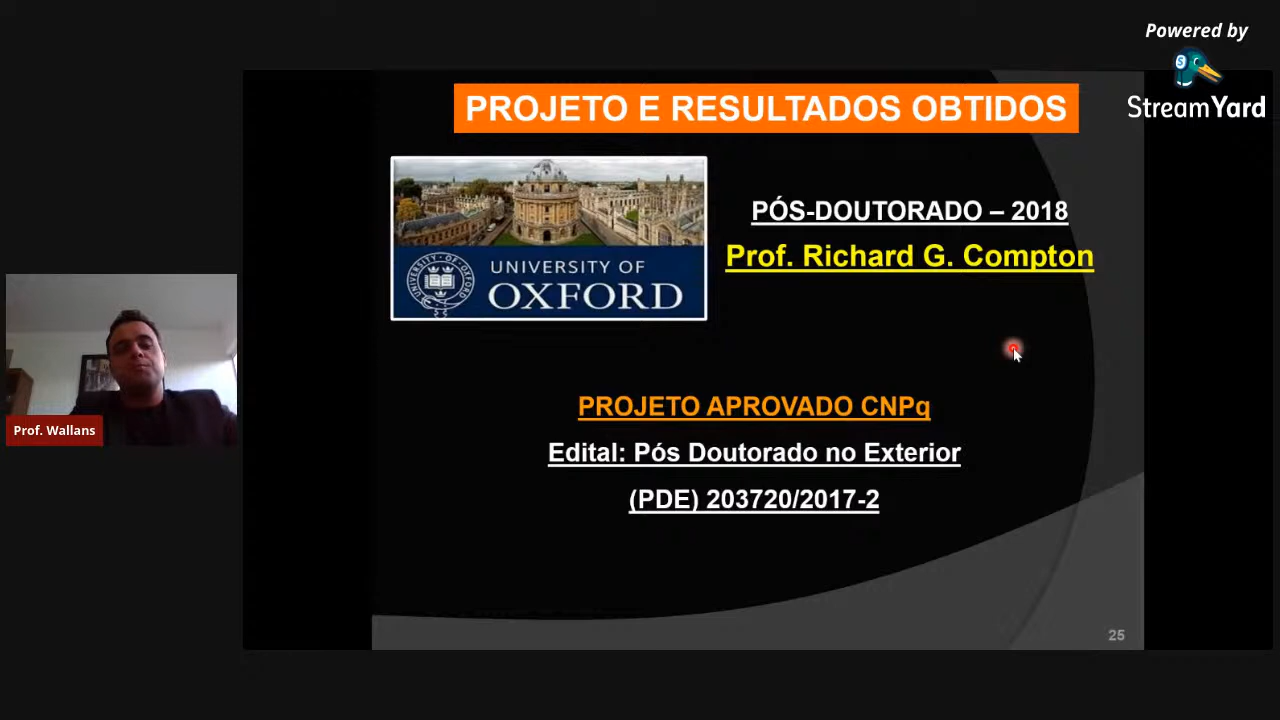 Powered by
StreamYard
PROJETO E RESULTADOS OBTIDOS
UNIVERSITY OF
OXFORD
PÓS-DOUTORADO – 2018
Prof. Richard G. Compton
PROJETO APROVADO CNPq
Edital: Pós Doutorado no Exterior
(PDE) 203720/2017-2
Prof. Wallans
25